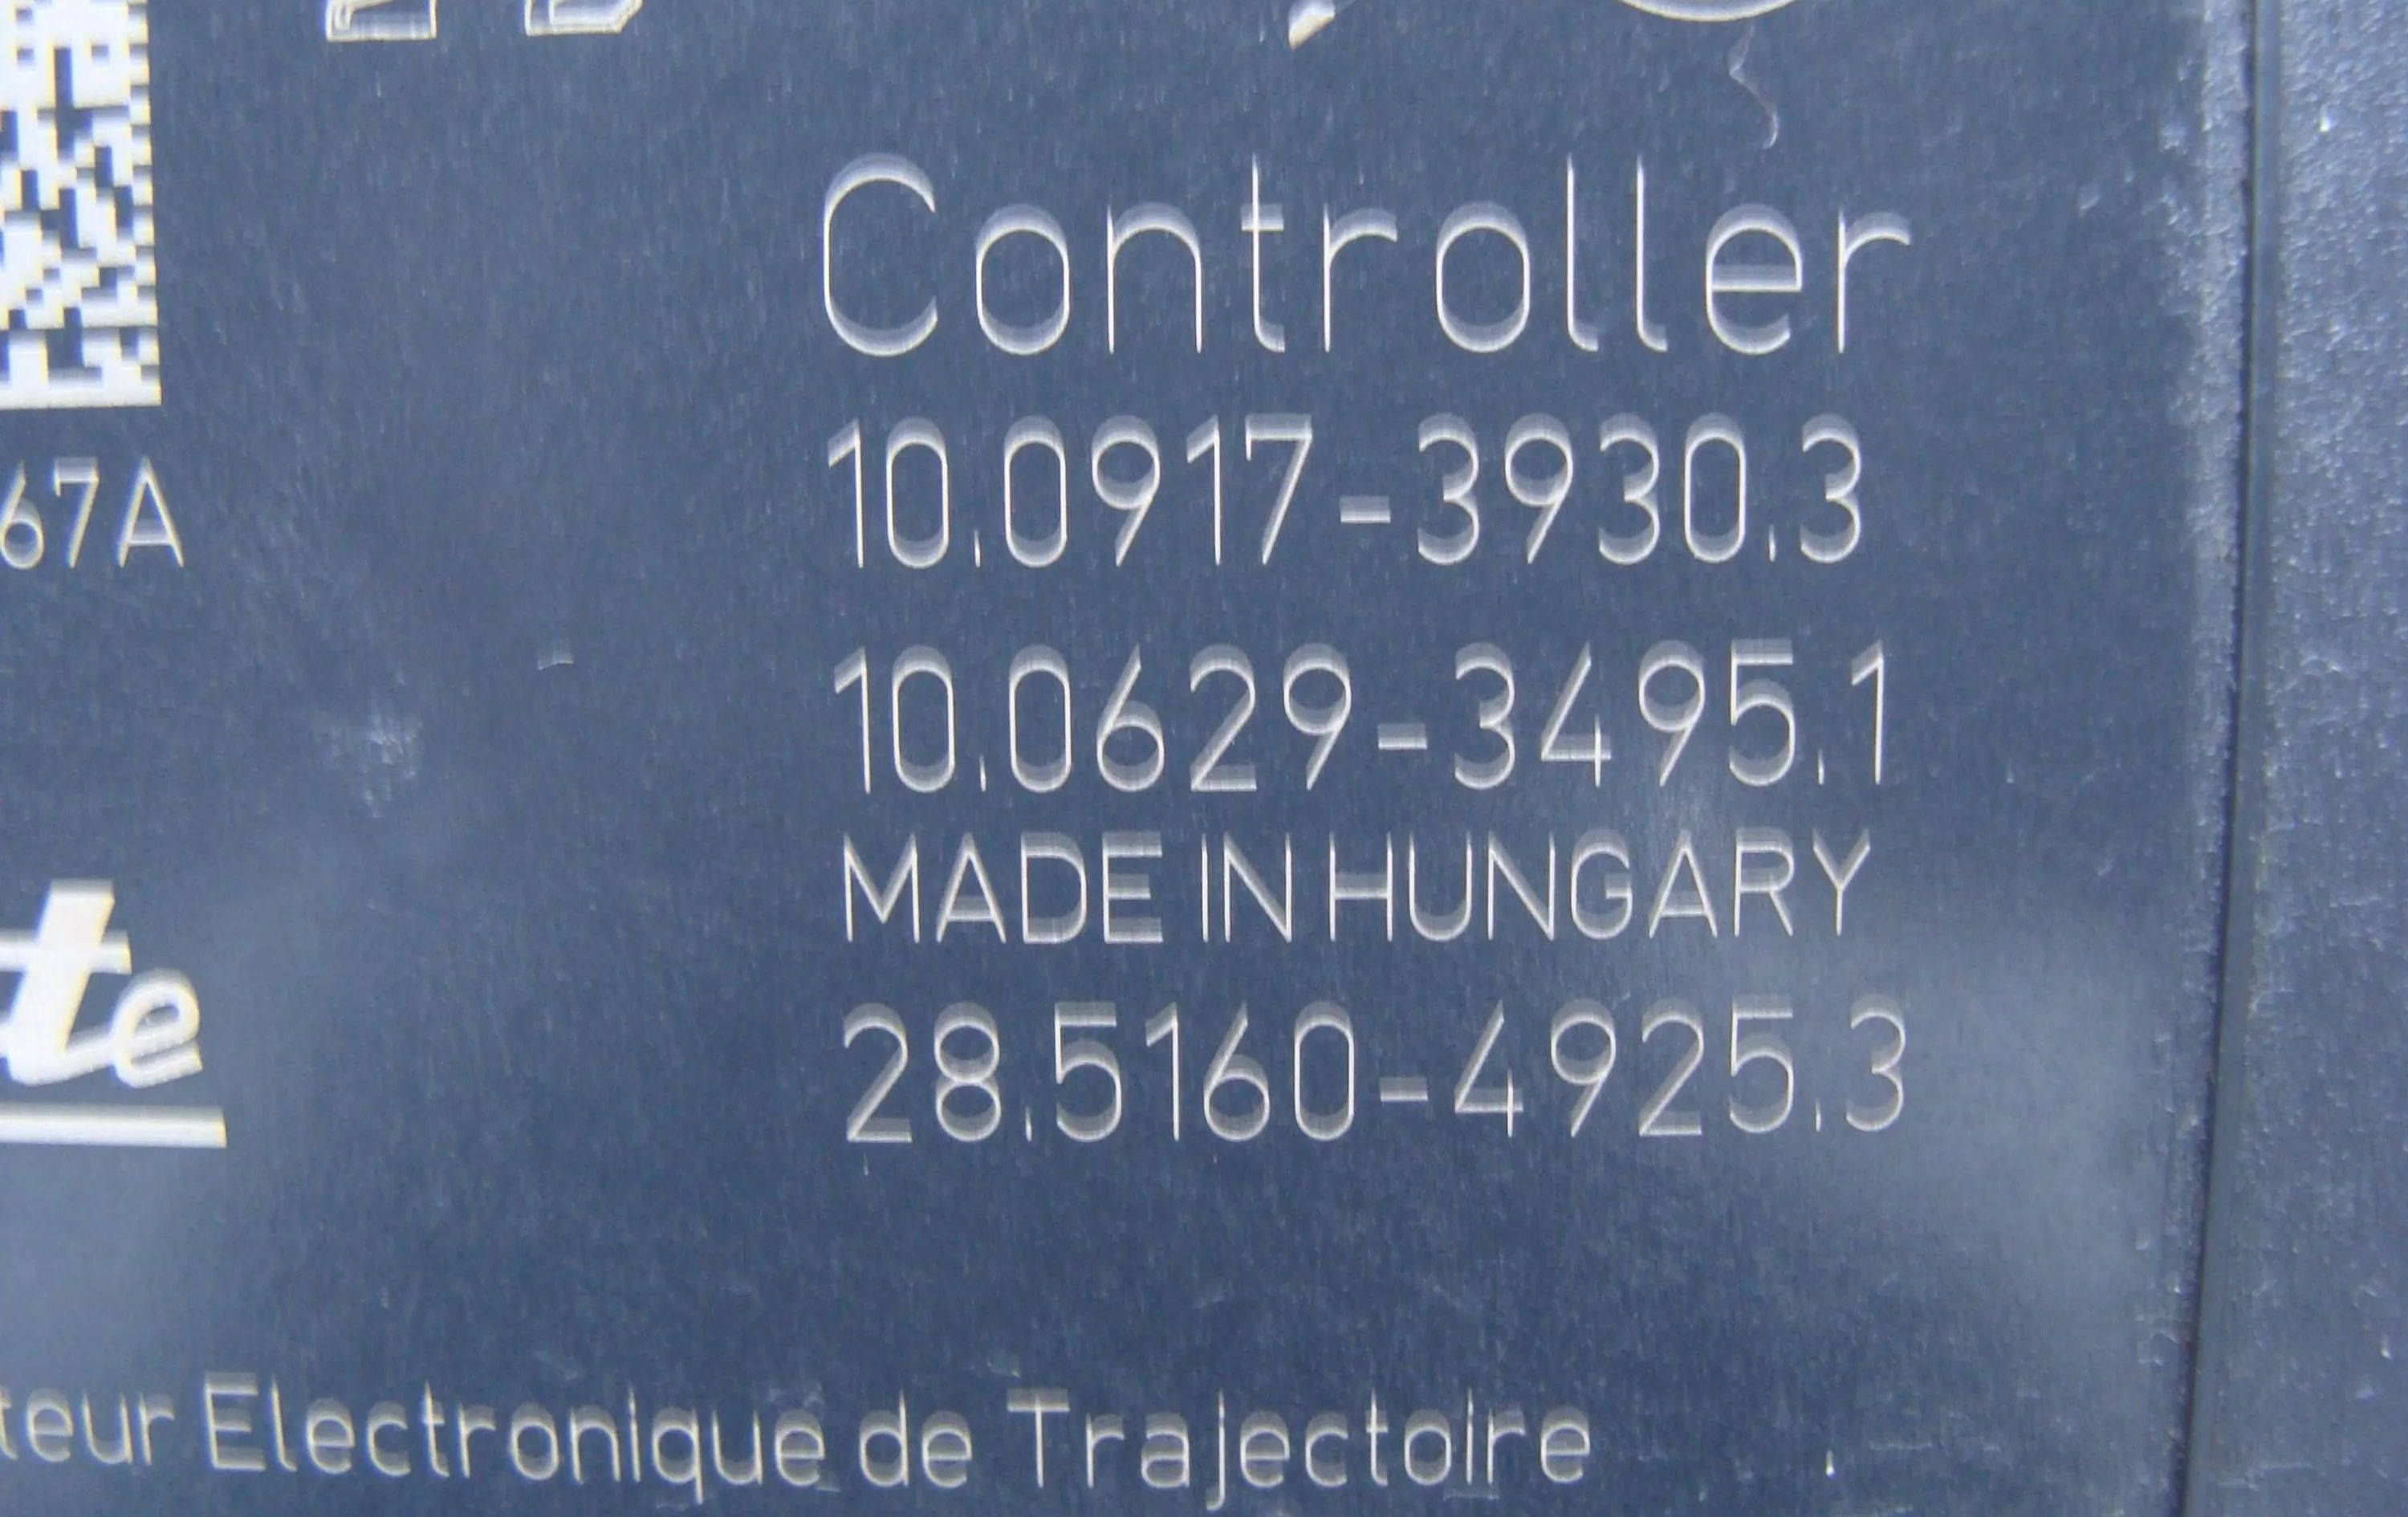 Controller
10.0917-3930.3
67A
10.0629-3495.1
MADE IN HUNGARY
te
28.5160-4925.3
teur Electronique de Trajectoire